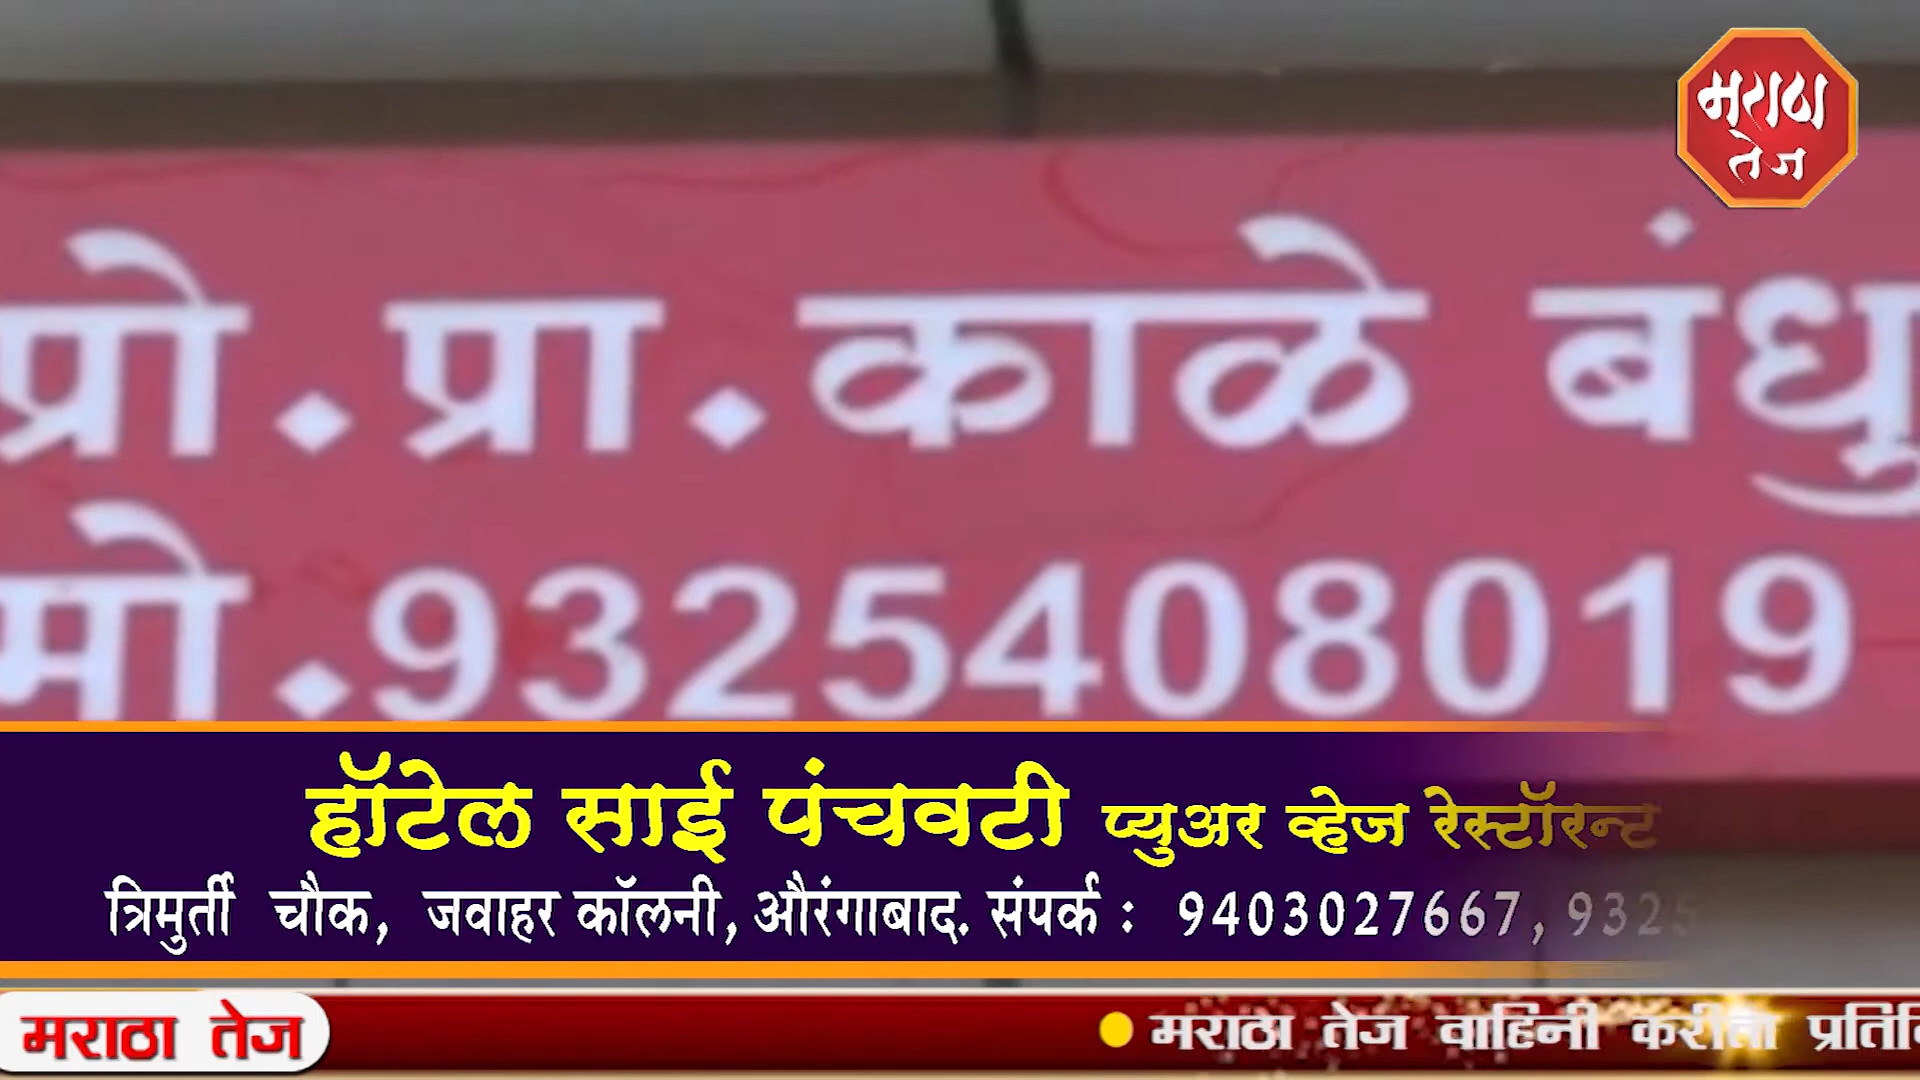 मराठा
तेज
प्रो.प्रा.काळे बंधु
मो.9325408019
हॉटेल साई पंचवटी प्युअर व्हेज रेस्टॉरन्ट
त्रिमुर्ती चौक, जवाहर कॉलनी, औरंगाबाद. संपर्क : 9403027667, 9325
मराठा तेज
मराठा तेज वाहिनी करीता